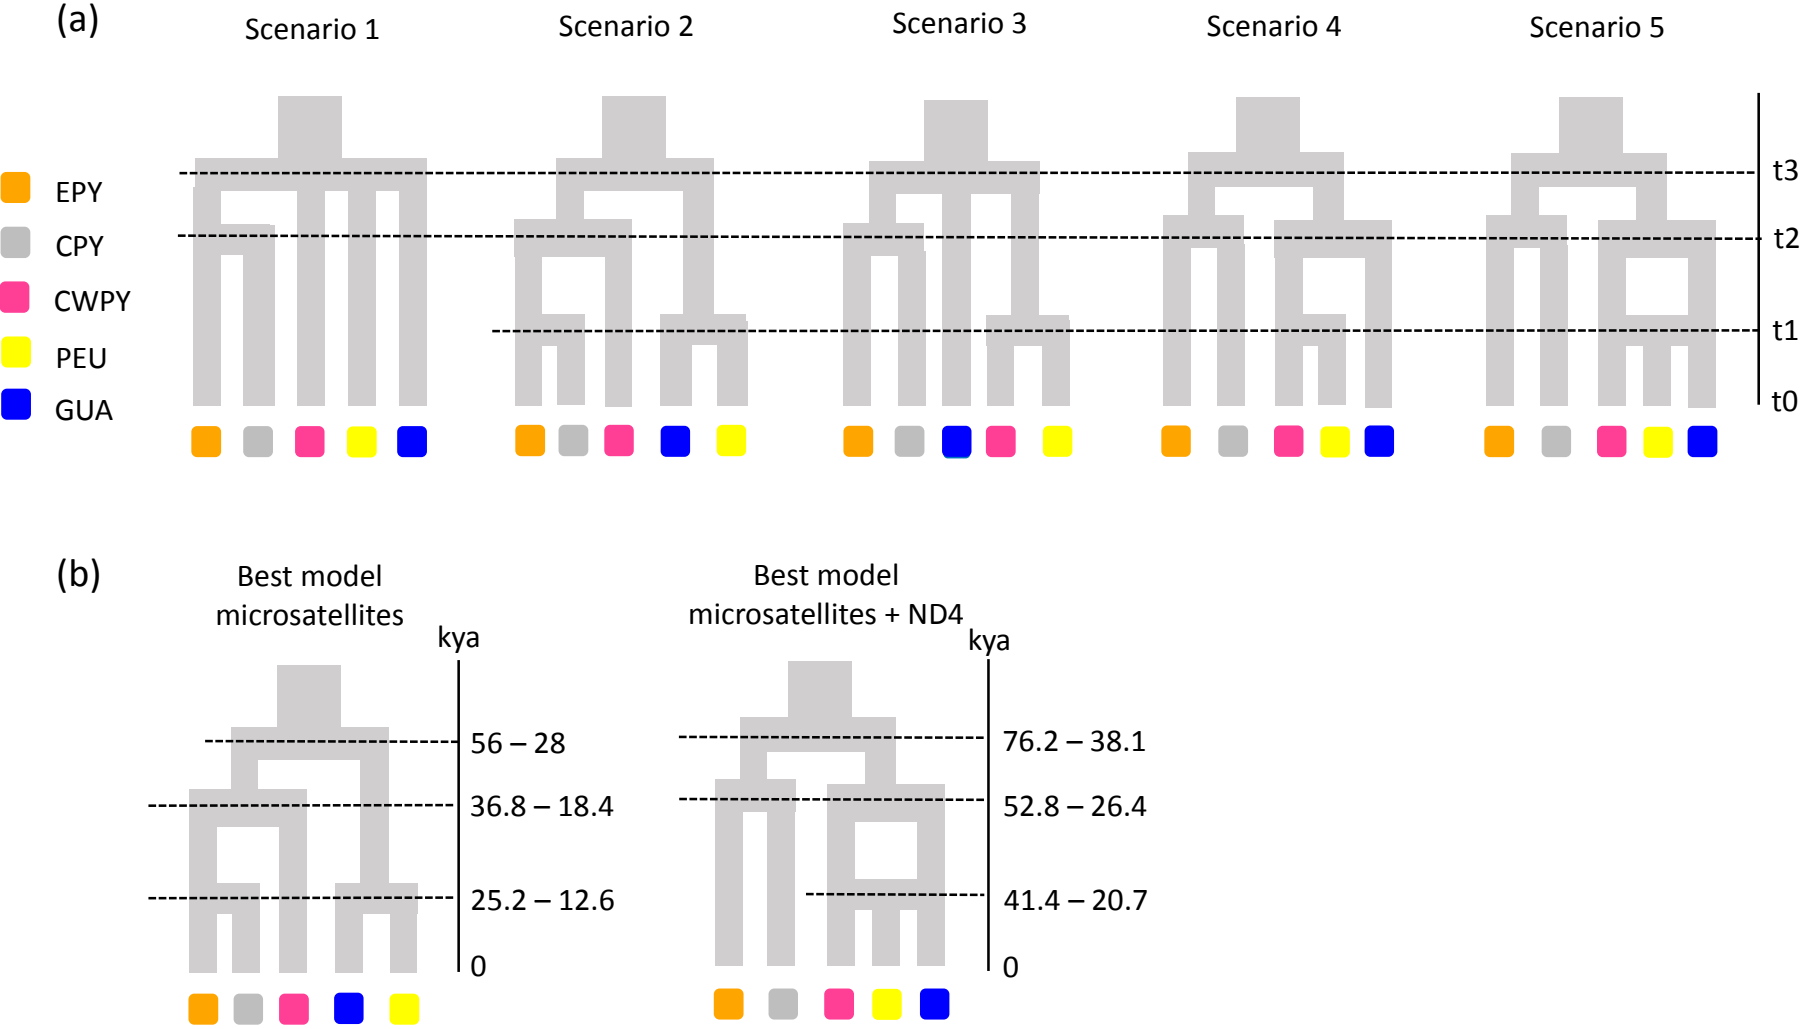 (a)
Scenario 1
Scenario 2
Scenario 3
Scenario 4
Scenario 5
EPY
CPY
CWPY
PEU
GUA
t3
t2
t1
t0
(b)
Best model
microsatellites
kya
56 – 28
36.8 – 18.4
25.2 – 12.6
0
Best model
microsatellites + ND4
kya
76.2 – 38.1
52.8 – 26.4
41.4 – 20.7
0